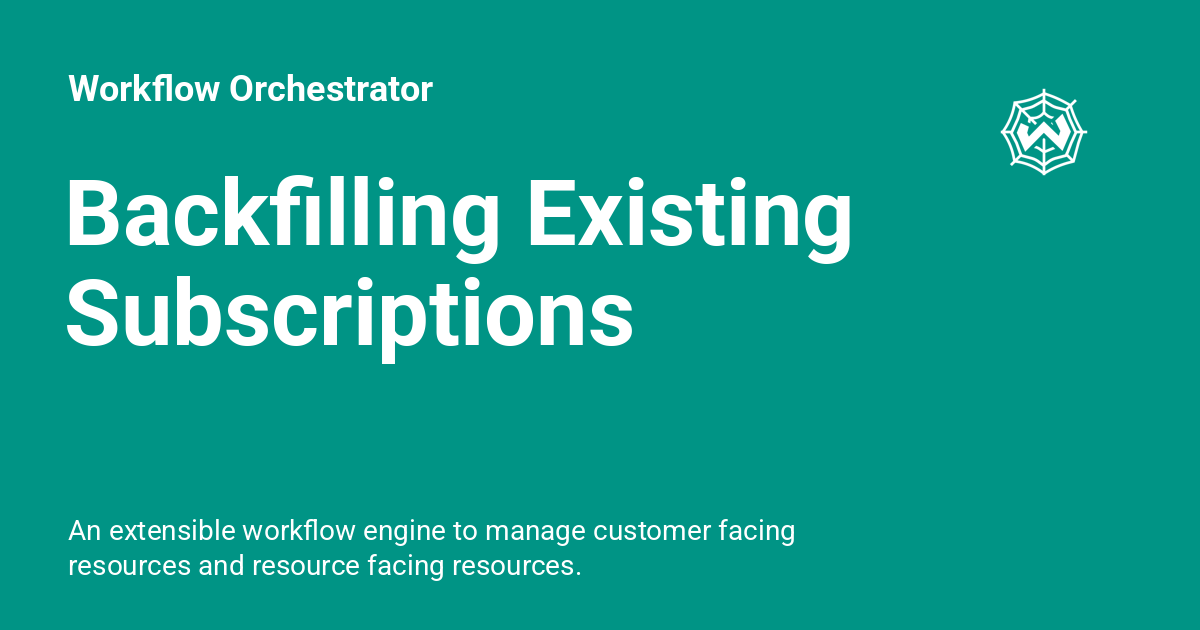 Workflow Orchestrator
W
Backfilling Existing
Subscriptions
An extensible workflow engine to manage customer facing
resources and resource facing resources.